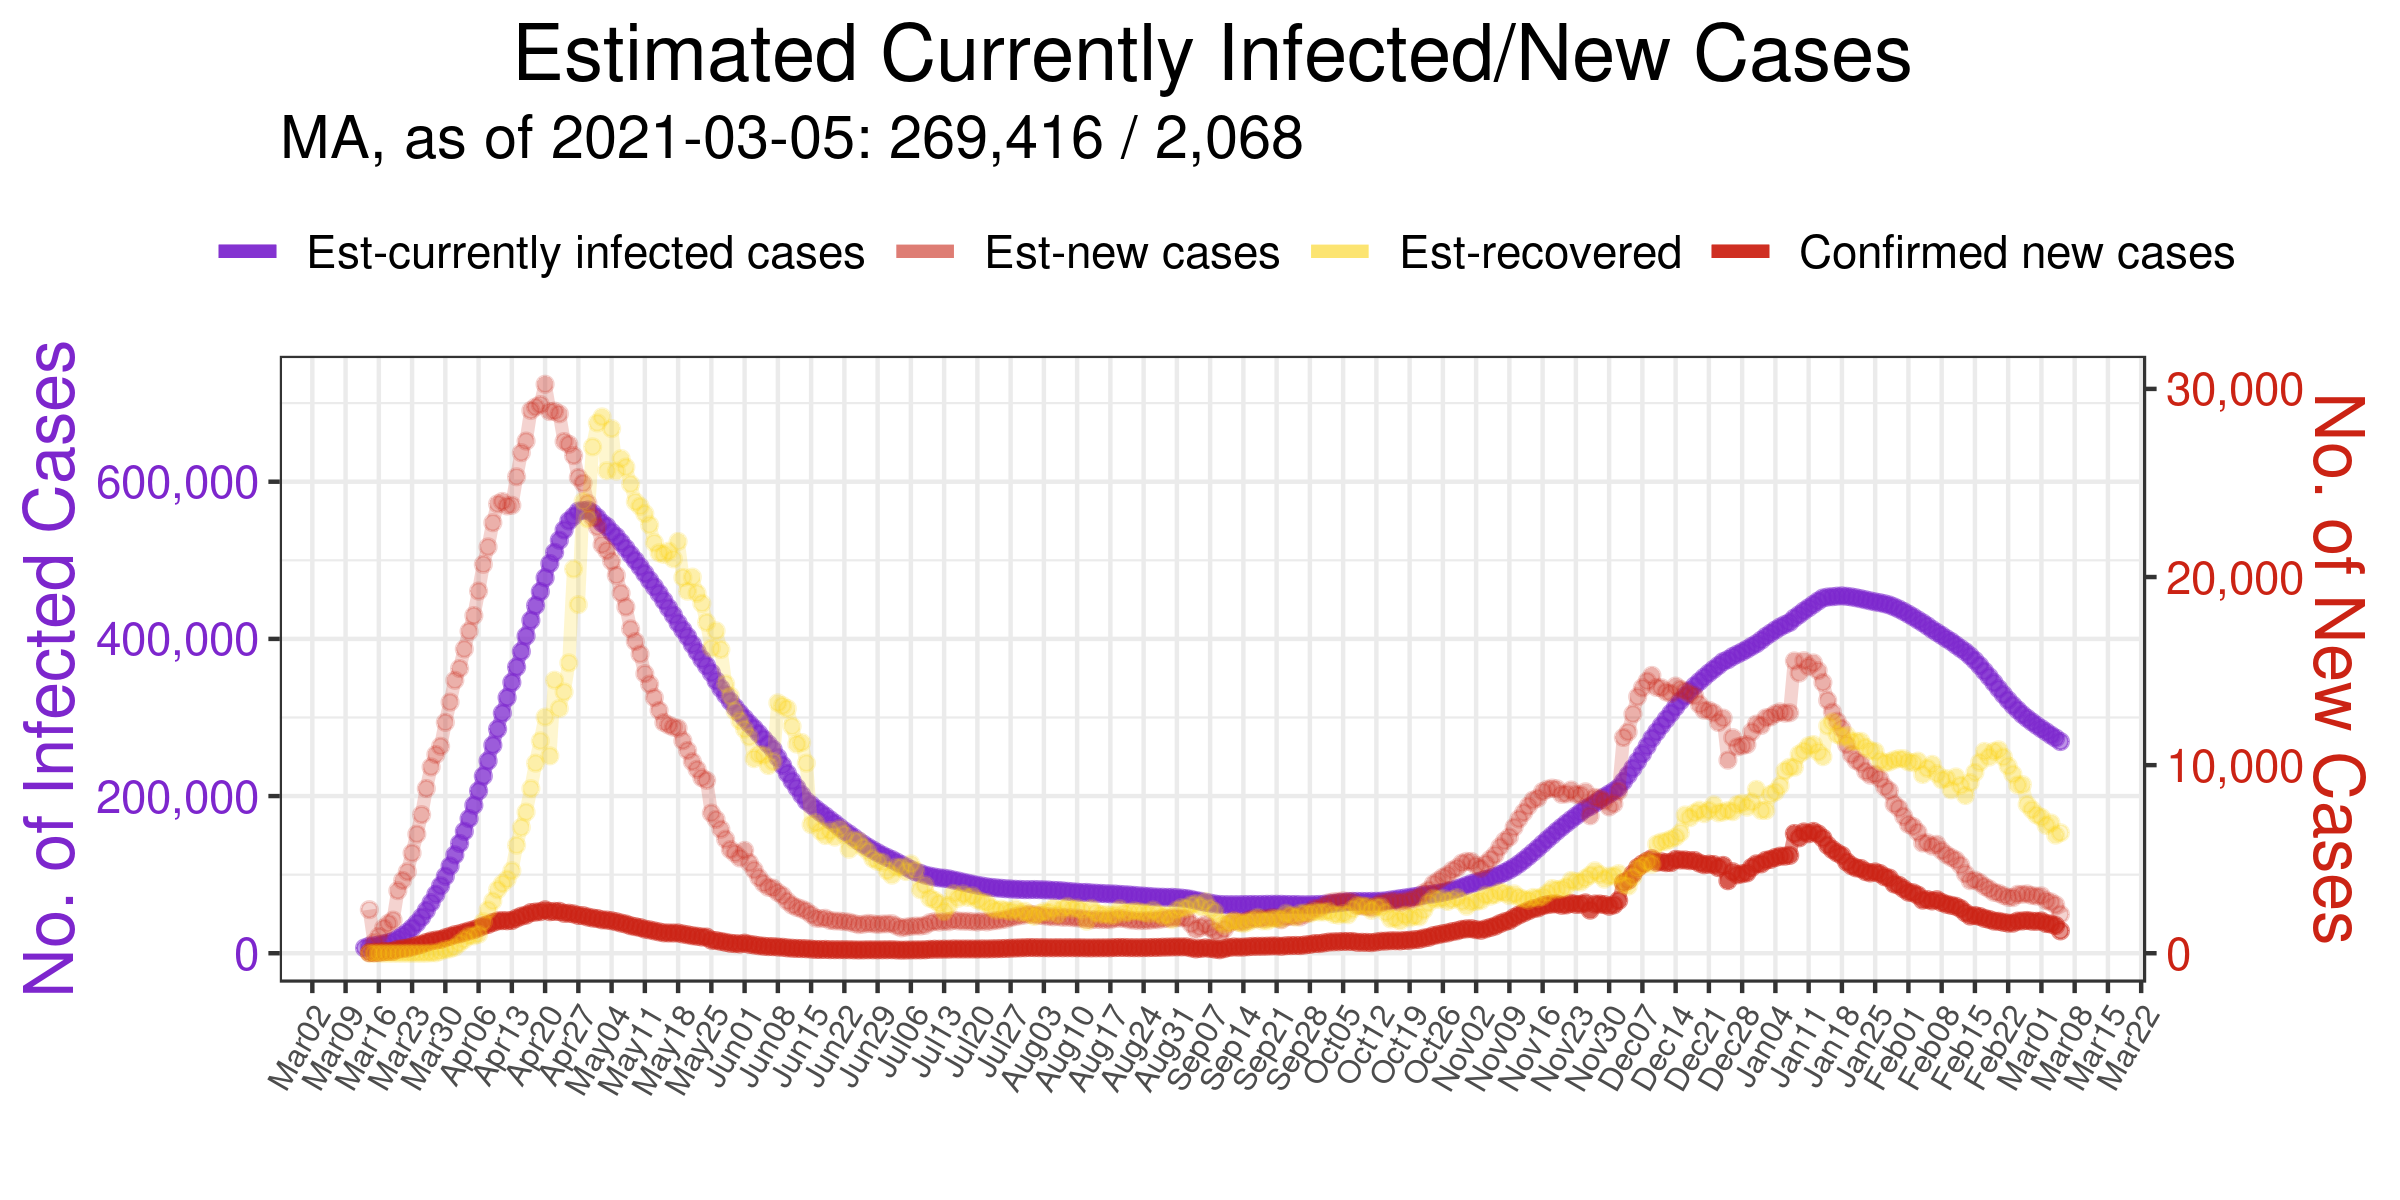 Estimated Currently Infected/New Cases
MA, as of 2021-03-05: 269,416 / 2,068
Est-currently infected cases Est-new cases Est-recovered Confirmed new cases
No. of Infected Cases
600,000
400,000
200,000
0
30,000
20,000
10,000
0
No. of New Cases
Mar02 Mar09 Mar16 Mar23 Mar30 Apr06 Apr13 Apr20 Apr27 May04 May11 May18 May25 Jun01 Jun08 Jun15 Jun22 Jun29 Jul06 Jul13 Jul20 Jul27 Aug03 Aug10 Aug17 Aug24 Aug31 Sep07 Sep14 Sep21 Sep28 Oct05 Oct12 Oct19 Oct26 Nov02 Nov09 Nov16 Nov23 Nov30 Dec07 Dec14 Dec21 Dec28 Dec04 Jan11 Jan18 Jan25 Feb01 Feb08 Feb15 Feb22 Mar01 Mar08 Mar15 Mar22